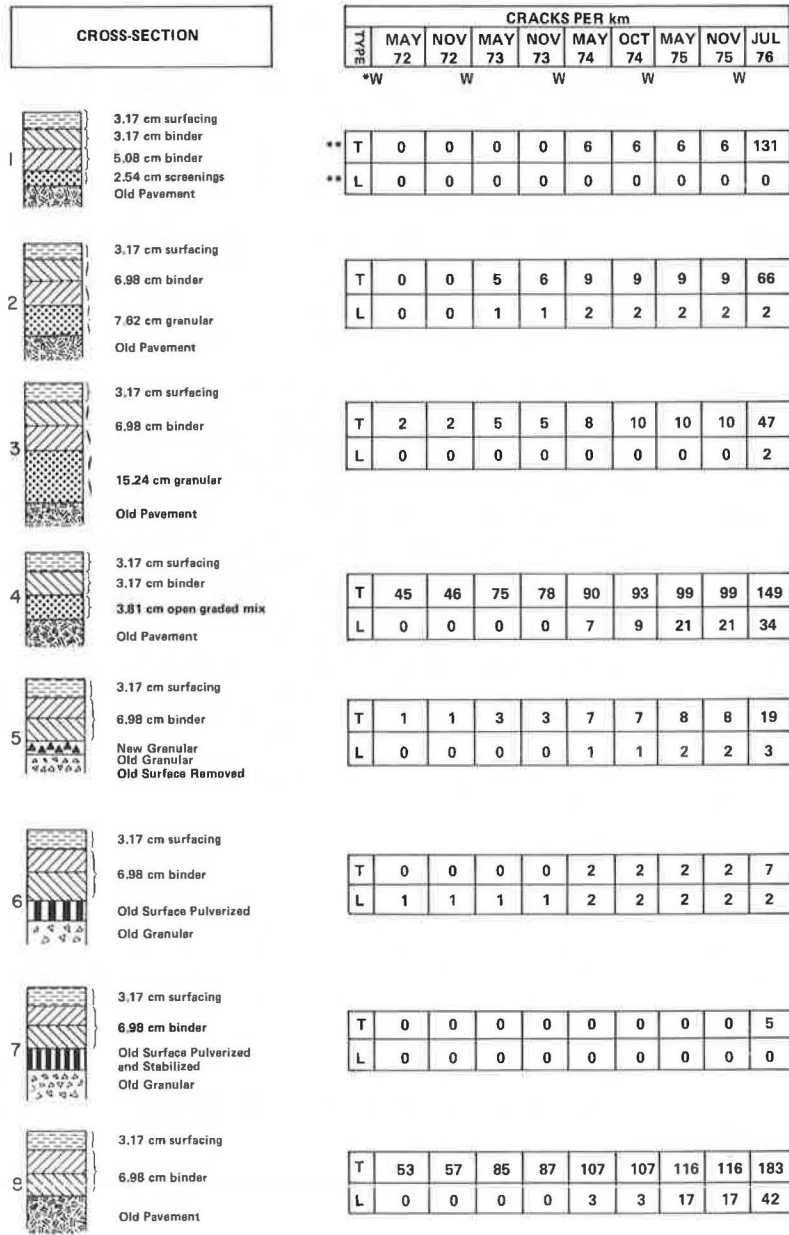 CROSS-SECTION
CRACKS PER km
TYPE MAY 72 NOV 72 MAY 73 NOV 73 MAY 74 OCT 74 MAY 75 NOV 75 JUL 76
*W W W W W
1
3.17 cm surfacing
3.17 binder
5.08 cm binder
2.54 cm screenings
Old Pavement
** T 0 0 0 0 6 6 6 6 131
** L 0 0 0 0 0 0 0 0 0
2
3.17 cm surfacing
6.98 cm binder
7.62 cm granular
Old Pavement
T 0 0 5 6 9 9 9 9 66
L 0 0 1 1 2 2 2 2 2
3
3.17 cm surfacing
6.98 cm binder
15.24 cm granular
Old Pavement
T 2 2 5 5 8 10 10 10 47
L 0 0 0 0 0 0 0 0 2
4
3.17 cm surfacing
3.17 cm binder
3.81 cm open graded mix
Old Pavement
T 45 46 75 78 90 93 99 99 149
L 0 0 0 0 7 9 21 21 34
5
3.17 cm surfacing
6.98 cm binder
New Granular
Old Granular
Old Surface Removed
T 1 1 3 3 7 7 8 8 19
L 0 0 0 0 1 1 2 2 3
6
3.17 cm surfacing
6.98 cm binder
Old Surface Pulverized
Old Granular
T 0 0 0 0 2 2 2 2 7
L 1 1 1 1 2 2 2 2 2
7
3.17 cm surfacing
6.98 cm binder
Old Surface Pulverized
and Stabilized
Old Granular
T 0 0 0 0 0 0 0 0 5
L 0 0 0 0 0 0 0 0 0
8
3.17 cm surfacing
6.98 cm binder
Old Pavement
T 53 57 85 87 107 107 116 116 183
L 0 0 0 0 3 3 17 17 42